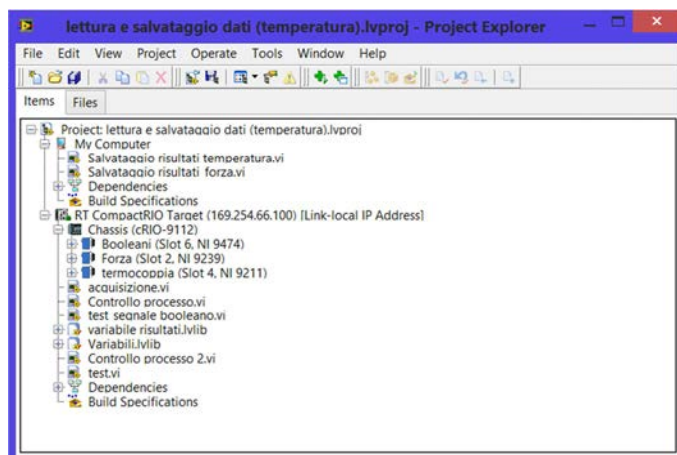 lettura e salvataggio dati (temperatura).lvproj - Project Explorer
File Edit View Project Operate Tools Window Help
Items Files
Project: lettura e salvataggio dati (temperatura).lvproj
My Computer
Salvataggio risultati temperatura.vi
Salvataggio risultati forza.vi
Dependencies
Build Specifications
RT CompactRIO Target (169.254.66.100) [Link-local IP Address]
Chassis (cRIO-9112)
Booleani (Slot 6, NI 9474)
Forza (Slot 2, NI 9239)
termocoppia (Slot 4, NI 9211)
acquisizione.vi
Controllo processo.vi
test segnale booleano.vi
variabile risultati.lvlib
Variabili.lvlib
Controllo processo 2.vi
test.vi
Dependencies
Build Specifications